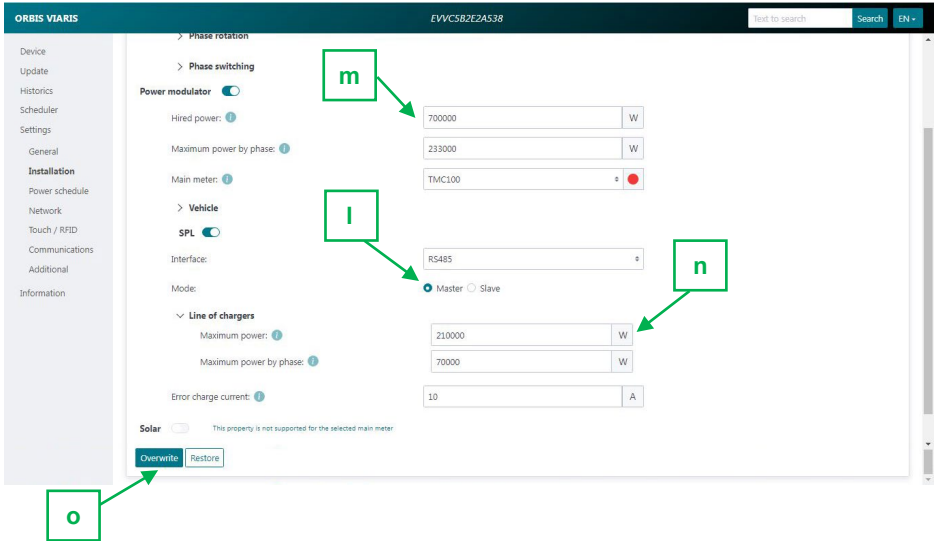 ORBIS VIARIS EVVC5B2E2A538 Text to search Search EN
Device
Update
Historics
Scheduler
Settings
General
Installation
Power schedule
Network
Touch / RFID
Communications
Additional
Information
> Phase rotation
> Phase switching
m
Power modulator
Hired power: i 700000 W
Maximum power by phase: i 233000 W
Main meter: i TMC100
> Vehicle
l
SPL
Interface: RS485
n
Mode: Master Slave
Line of chargers
Maximum power: i 210000 W
Maximum power by phase: i 70000 W
Error charge current: i 10 A
Solar This property is not supported for the selected main meter
Overwrite Restore
o